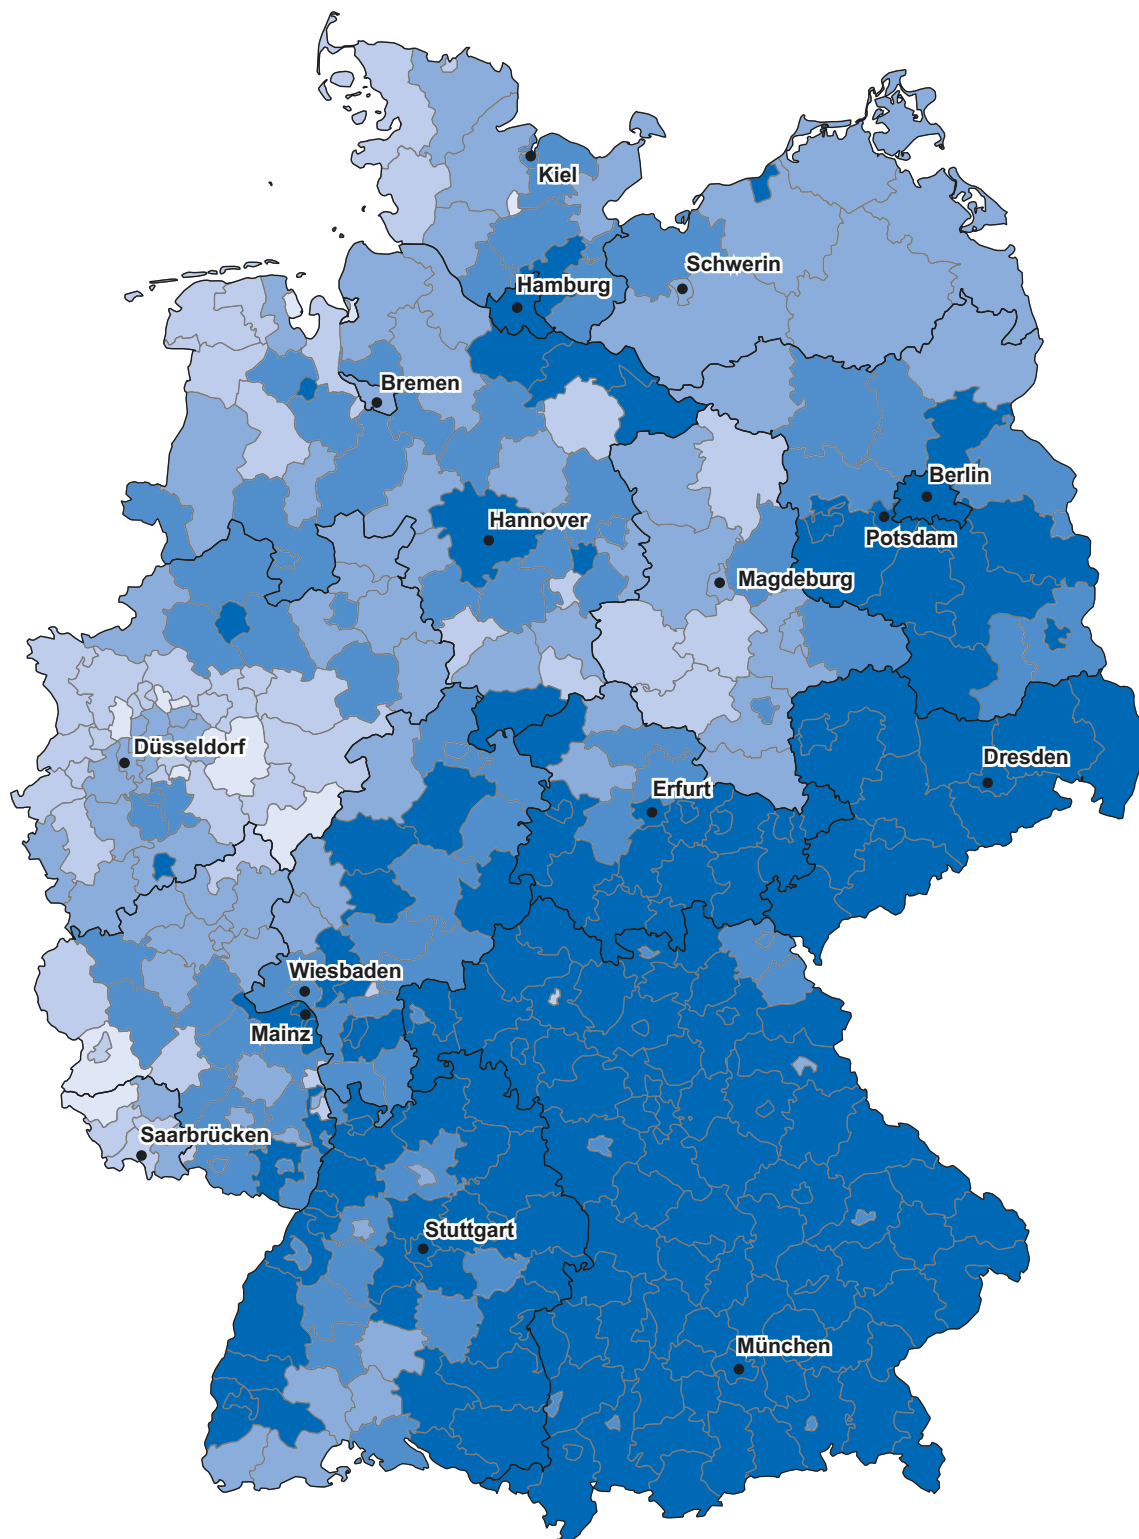 Kiel
Schwerin
Hamburg
Bremen
Berlin
Hannover
Potsdam
Magdeburg
Düsseldorf
Dresden
Erfurt
Wiesbaden
Mainz
Saarbrücken
Stuttgart
München